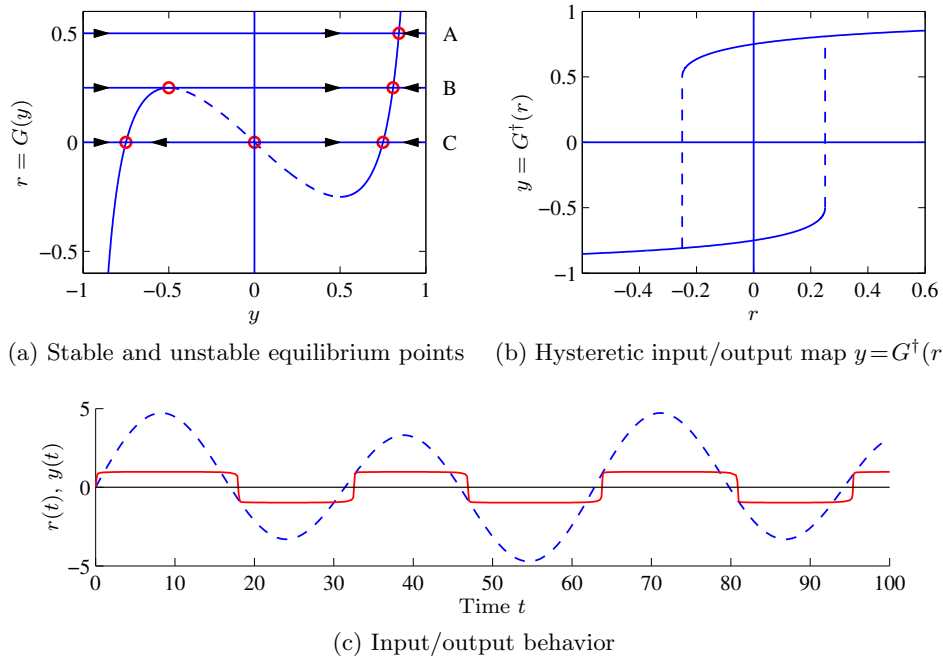 0.5
0
−0.5
r = G(y)
A
B
C
−1
−0.5
0
0.5
1
y
1
0.5
0
−0.5
−1
y = G†(r)
−0.4
−0.2
0
0.2
0.4
0.6
r
(a) Stable and unstable equilibrium points
(b) Hysteretic input/output map y=G†(r
5
0
−5
r(t), y(t)
0
10
20
30
40
50
60
70
80
90
100
Time t
(c) Input/output behavior